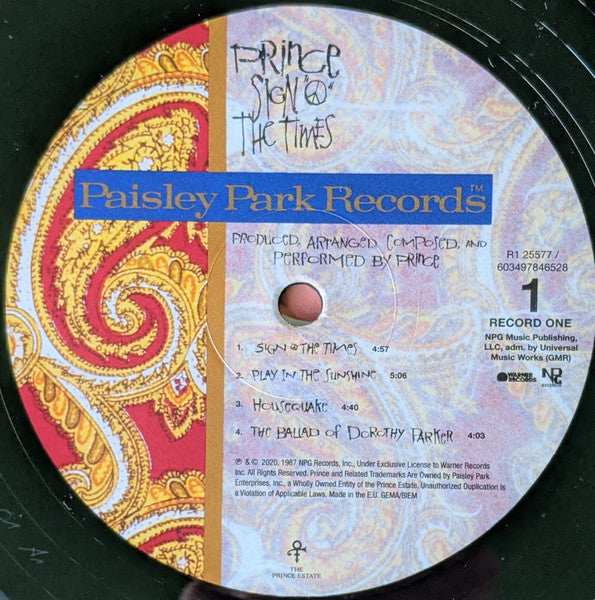 PRINCE
SIGN "☮"
THE TIMES
Paisley Park Records™
PRODUCED, ARRANGED, COMPOSED, AND
PERFORMED BY PRINCE
R1 25577 /
603497846528
1
RECORD ONE
NPG Music Publishing,
LLC, adm. by Universal
Music Works (GMR)
WARNER RECORDS
NPG RECORDS
1. SIGN ☮ THE TIMES 4:57
2. PLAY IN THE SUNSHINE 5:06
3. HOUSEQUAKE 4:40
4. THE BALLAD OF DOROTHY PARKER 4:03
℗ & © 2020, 1987 NPG Records, Inc., Under Exclusive License to Warner Records
Inc. All Rights Reserved. Prince and Related Trademarks Are Owned by Paisley Park
Enterprises, Inc., a Wholly Owned Entity of the Prince Estate. Unauthorized Duplication is
a Violation of Applicable Laws. Made in the E.U. GEMA/BIEM
THE
PRINCE ESTATE